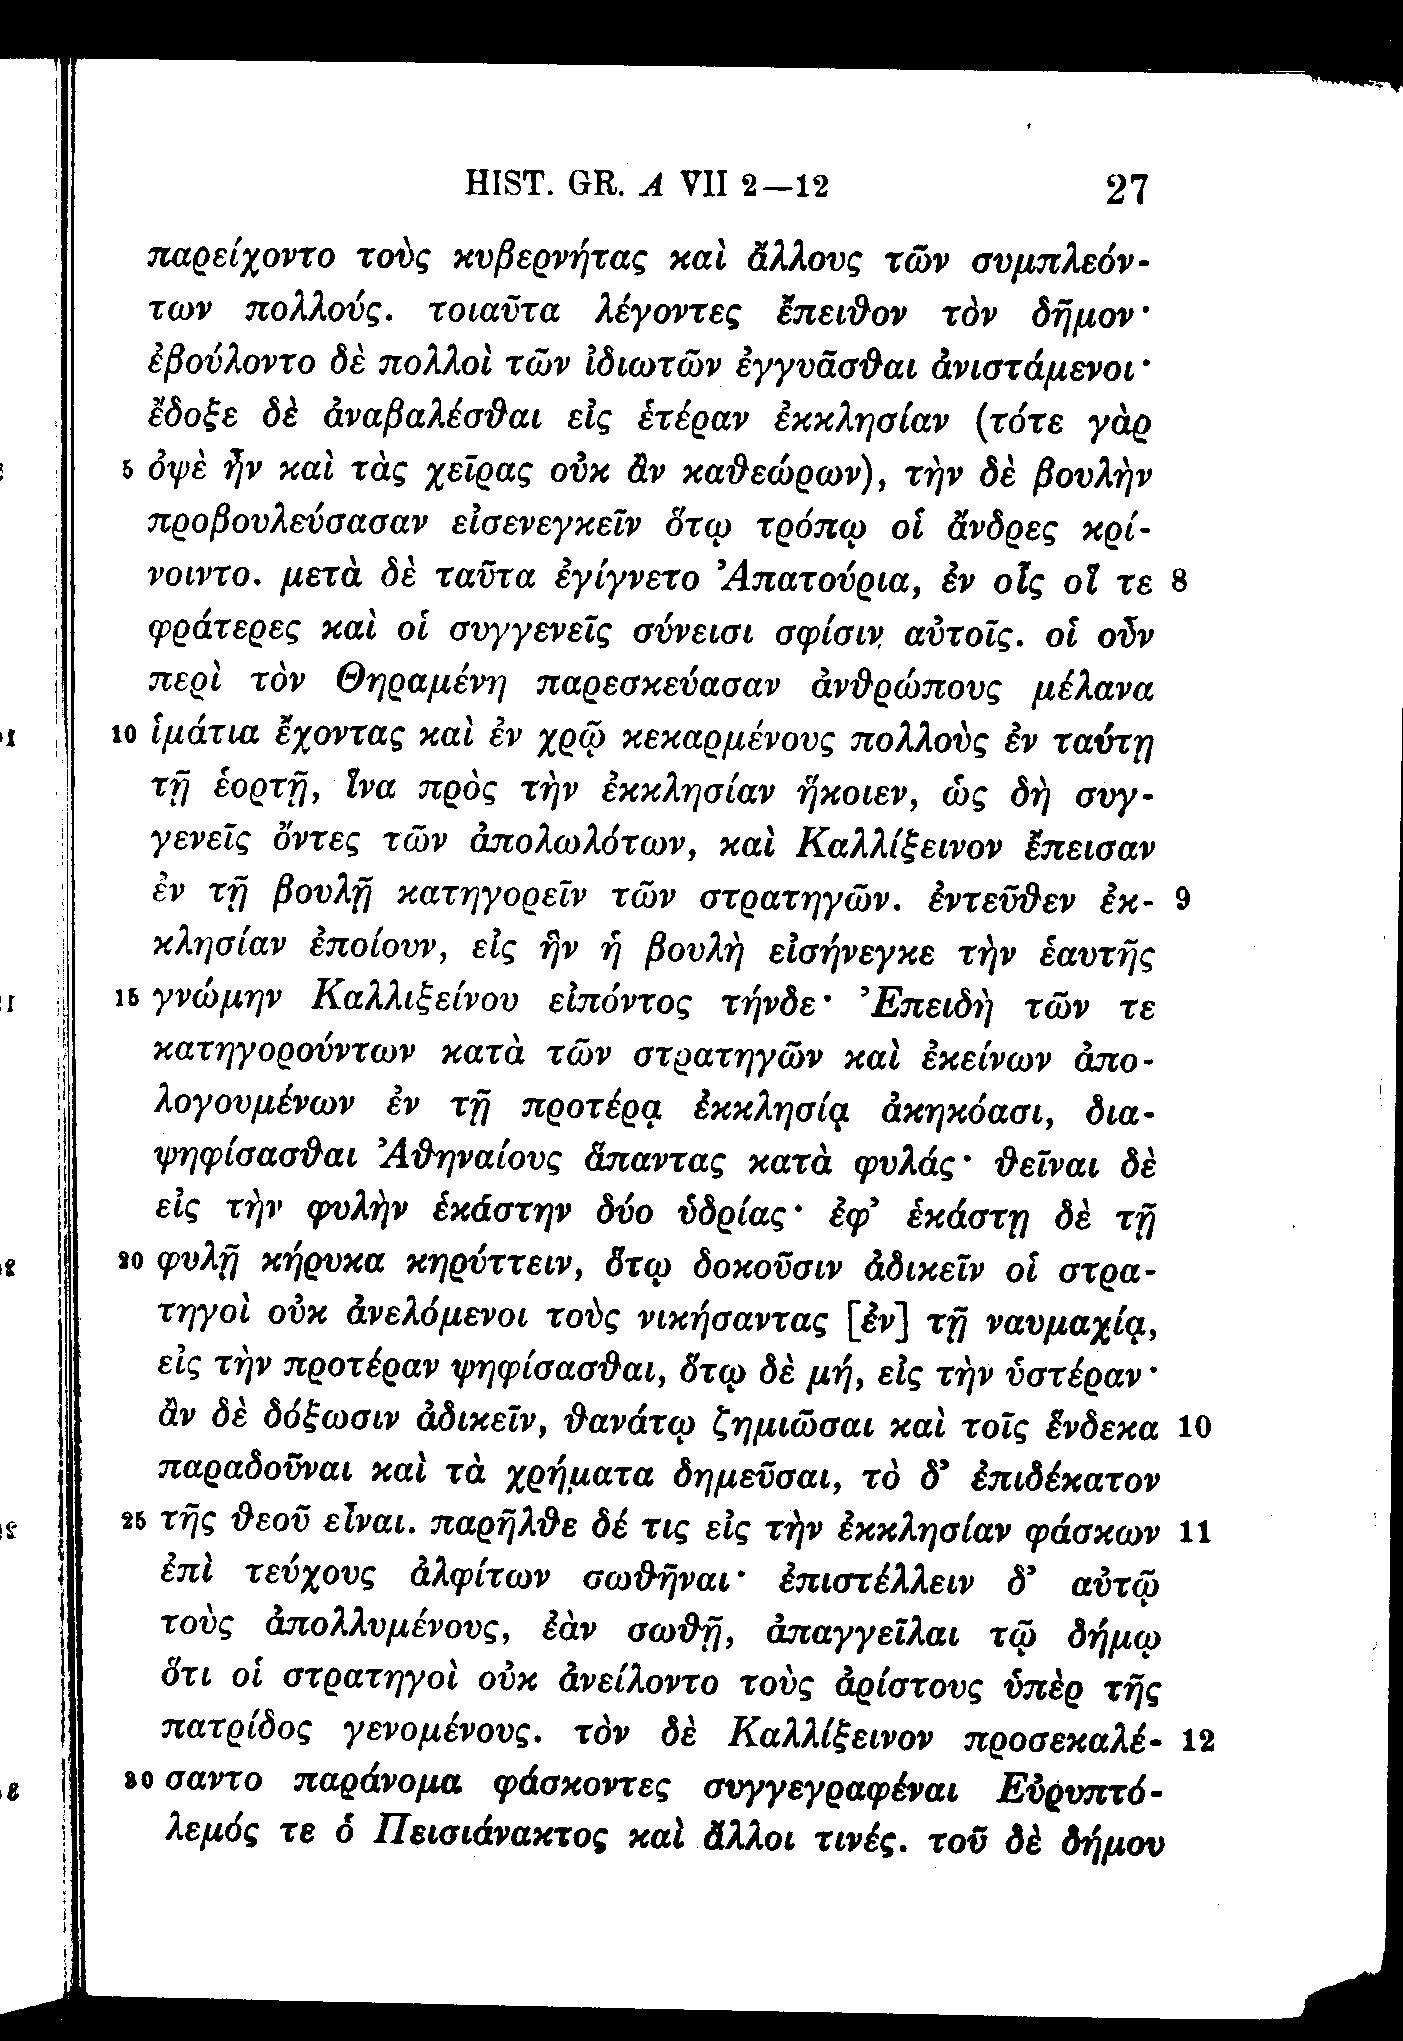 HIST. GR. Α VII 2—12 27
παρείχοντο τοὺς κυβερνήτας καὶ ἄλλους τῶν συμπλεόν-
των πολλούς. τοιαῦτα λέγοντες ἔπειθον τὸν δῆμον·
ἐβούλοντο δὲ πολλοὶ τῶν ἰδιωτῶν ἐγγυᾶσθαι ἀνιστάμενοι·
ἔδοξε δὲ ἀναβαλέσθαι εἰς ἑτέραν ἐκκλησίαν (τότε γὰρ
5 ὀψὲ ἦν καὶ τὰς χεῖρας οὐκ ἂν καθεώρων), τὴν δὲ βουλὴν
προβουλεύσασαν εἰσενεγκεῖν ὅτῳ τρόπῳ οἱ ἄνδρες κρί-
νοιντο. μετὰ δὲ ταῦτα ἐγίγνετο Ἀπατούρια, ἐν οἷς οἵ τε 8
φράτερες καὶ οἱ συγγενεῖς σύνεισι σφίσιν αὐτοῖς. οἱ οὖν
περὶ τὸν Θηραμένη παρεσκεύασαν ἀνθρώπους μέλανα
10 ἱμάτια ἔχοντας καὶ ἐν χρῷ κεκαρμένους πολλοὺς ἐν ταύτῃ
τῇ ἑορτῇ, ἵνα πρὸς τὴν ἐκκλησίαν ἥκοιεν, ὡς δὴ συγ-
γενεῖς ὄντες τῶν ἀπολωλότων, καὶ Καλλίξεινον ἔπεισαν
ἐν τῇ βουλῇ κατηγορεῖν τῶν στρατηγῶν. ἐντεῦθεν ἐκ- 9
κλησίαν ἐποίουν, εἰς ἣν ἡ βουλὴ εἰσήνεγκε τὴν ἑαυτῆς
15 γνώμην Καλλιξείνου εἰπόντος τήνδε· Ἐπειδὴ τῶν τε
κατηγορούντων κατὰ τῶν στρατηγῶν καὶ ἐκείνων ἀπο-
λογουμένων ἐν τῇ προτέρᾳ ἐκκλησίᾳ ἀκηκόασι, δια-
ψηφίσασθαι Ἀθηναίους ἅπαντας κατὰ φυλάς· θεῖναι δὲ
εἰς τὴν φυλὴν ἑκάστην δύο ὑδρίας· ἐφ’ ἑκάστῃ δὲ τῇ
20 φυλῇ κήρυκα κηρύττειν, ὅτῳ δοκοῦσιν ἀδικεῖν οἱ στρα-
τηγοὶ οὐκ ἀνελόμενοι τοὺς νικήσαντας [ἐν] τῇ ναυμαχίᾳ,
εἰς τὴν προτέραν ψηφίσασθαι, ὅτῳ δὲ μή, εἰς τὴν ὑστέραν·
ἂν δὲ δόξωσιν ἀδικεῖν, θανάτῳ ζημιῶσαι καὶ τοῖς ἕνδεκα 10
παραδοῦναι καὶ τὰ χρήματα δημεῦσαι, τὸ δ’ ἐπιδέκατον
25 τῆς θεοῦ εἶναι. παρῆλθε δέ τις εἰς τὴν ἐκκλησίαν φάσκων 11
ἐπὶ τεύχους ἀλφίτων σωθῆναι· ἐπιστέλλειν δ’ αὐτῷ
τοὺς ἀπολλυμένους, ἐὰν σωθῇ, ἀπαγγεῖλαι τῷ δήμῳ
ὅτι οἱ στρατηγοὶ οὐκ ἀνείλοντο τοὺς ἀρίστους ὑπὲρ τῆς
πατρίδος γενομένους. τὸν δὲ Καλλίξεινον προσεκαλέ- 12
30 σαντο παράνομα φάσκοντες συγγεγραφέναι Εὐρυπτό-
λεμός τε ὁ Πεισιάνακτος καὶ ἄλλοι τινές. τοῦ δὲ δήμου